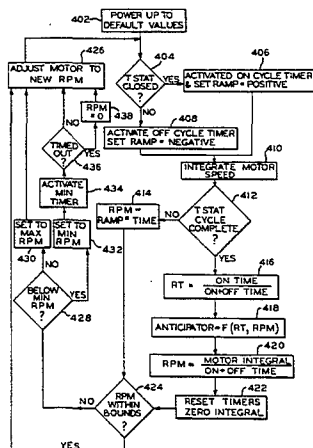 POWER UP TO
DEFAULT VALUES
402
426
404
406
ADJUST MOTOR TO
NEW RPM
T STAT
CLOSED
?
YES
ACTIVATED ON CYCLE TIMER
& SET RAMP = POSITIVE
RPM = 0
438
NO
408
ACTIVATE OFF CYCLE TIMER
SET RAMP = NEGATIVE
TIMED
OUT
?
YES
436
NO
INTEGRATE MOTOR
SPEED
410
ACTIVATE
MIN
TIMER
434
414
412
RPM =
RAMP * TIME
NO
T STAT
CYCLE
COMPLETE
?
SET TO
MAX
RPM
430
SET TO
MIN RPM
432
YES
416
RT = ON TIME
ON + OFF TIME
NO
YES
BELOW
MIN
RPM
?
428
418
ANTICIPATOR = F (RT, RPM)
420
RPM = MOTOR INTEGRAL
ON + OFF TIME
424
422
RPM
WITHIN
BOUNDS
?
NO
RESET TIMERS
ZERO INTEGRAL
YES